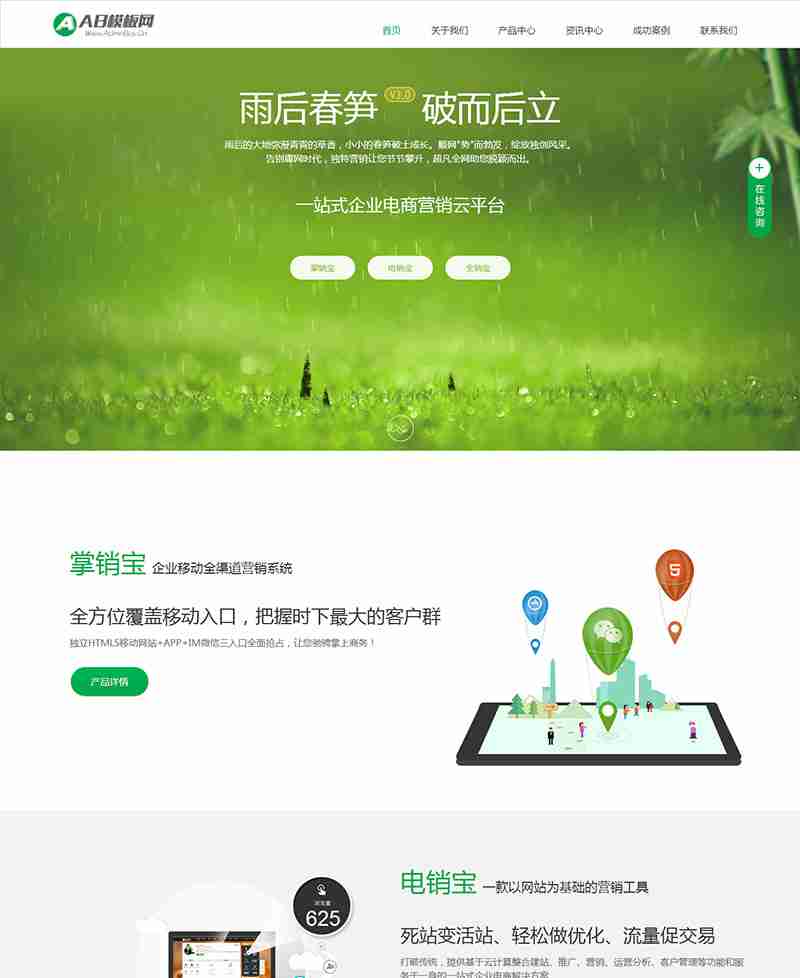 AB模板网
Www.AdminBuy.Cn
首页 关于我们 产品中心 资讯中心 成功案例 联系我们
雨后春笋 V3.0 破而后立
雨后的大地弥漫青青的草香，小小的春笋破土成长。顺网“势”而勃发，绽放独创风采。
告别庸网时代，独特营销让您节节攀升，超凡全网助您脱颖而出。
一站式企业电商营销云平台
掌销宝 电销宝 全销宝
+
在线咨询
掌销宝 企业移动全渠道营销系统
全方位覆盖移动入口，把握时下最大的客户群
独立HTML5移动网站+APP+IM微信三入口全面抢占，让您驰骋掌上商务！
产品详情
5
电销宝 一款以网站为基础的营销工具
浏览量
625
死站变活站、轻松做优化、流量促交易
打破传统，提供基于云计算整合建站、推广、营销、运营分析、客户管理等功能和服
务于一身的一站式企业电商解决方案